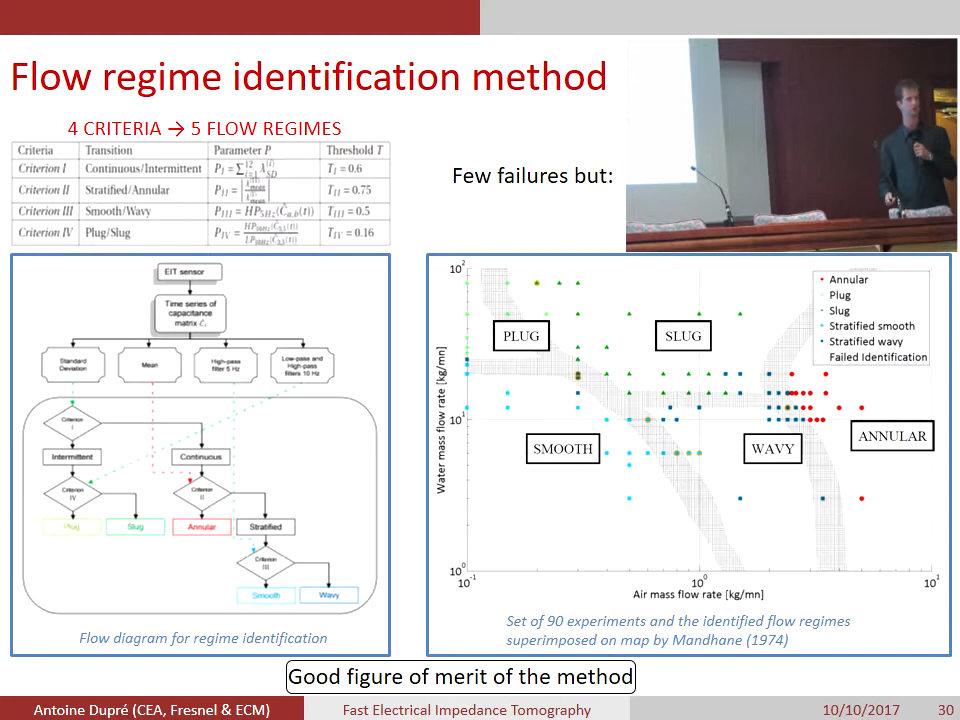 Flow regime identification method
4 CRITERIA → 5 FLOW REGIMES
Criteria Transition Parameter P Threshold T
Criterion I Continuous/Intermittent T_I = 0.6
Criterion II Stratified/Annular T_II = 0.75
Criterion III Smooth/Wavy T_III = 0.5
Criterion IV Plug/Slug T_IV = 0.16
Few failures but:
EIT sensor
Time series of
capacitance
matrix
Standard
Deviation
Mean
High-pass
filter 5 Hz
Low-pass and
High-pass
filters 10 Hz
Criterion
I
Intermittent
Continuous
Criterion
IV
Criterion
II
Plug
Slug
Annular
Stratified
Criterion
III
Smooth
Wavy
Flow diagram for regime identification
Water mass flow rate [kg/mn]
10²
10¹
10⁰
10⁻¹
10⁰
10¹
Air mass flow rate [kg/mn]
PLUG
SLUG
SMOOTH
WAVY
ANNULAR
Annular
Plug
Slug
Stratified smooth
Stratified wavy
Failed Identification
Set of 90 experiments and the identified flow regimes
superimposed on map by Mandhane (1974)
Good figure of merit of the method
Antoine Dupré (CEA, Fresnel & ECM)
Fast Electrical Impedance Tomography
10/10/2017
30